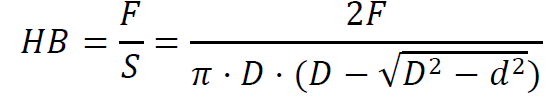 HB = F/S = 2F/(π · D · (D − √(D² − d²)))